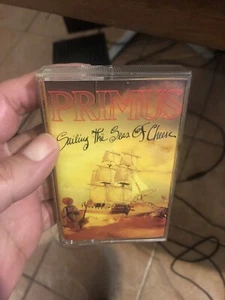 PRIMUS
Sailing The Seas Of Cheese